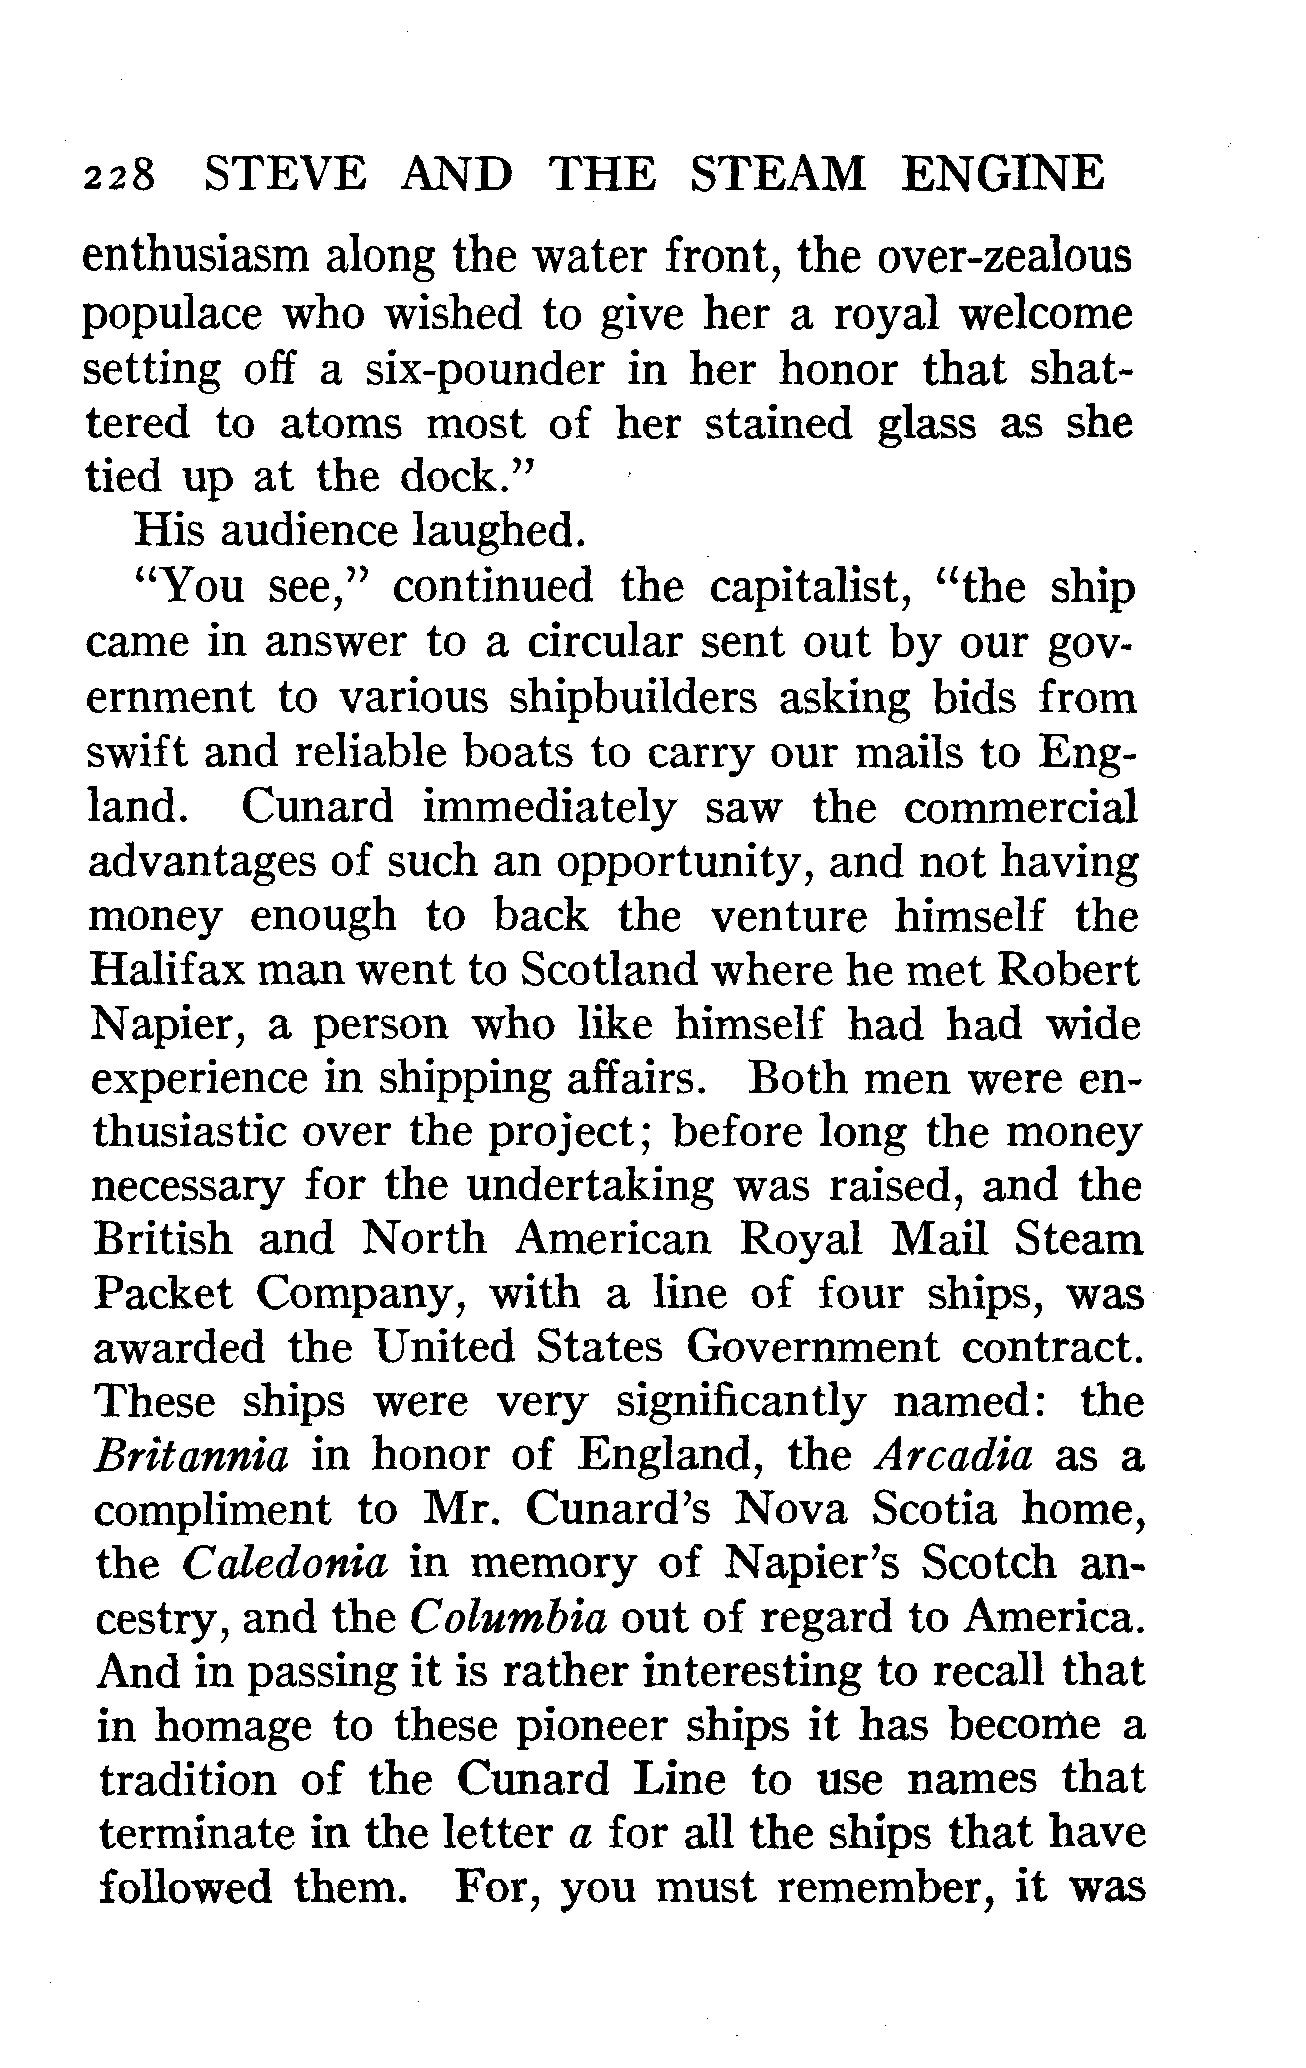 228 STEVE AND THE STEAM ENGINE
enthusiasm along the water front, the over-zealous
populace who wished to give her a royal welcome
setting off a six-pounder in her honor that shat-
tered to atoms most of her stained glass as she
tied up at the dock.”
His audience laughed.
“You see,” continued the capitalist, “the ship
came in answer to a circular sent out by our gov-
ernment to various shipbuilders asking bids from
swift and reliable boats to carry our mails to Eng-
land. Cunard immediately saw the commercial
advantages of such an opportunity, and not having
money enough to back the venture himself the
Halifax man went to Scotland where he met Robert
Napier, a person who like himself had had wide
experience in shipping affairs. Both men were en-
thusiastic over the project; before long the money
necessary for the undertaking was raised, and the
British and North American Royal Mail Steam
Packet Company, with a line of four ships, was
awarded the United States Government contract.
These ships were very significantly named: the
Britannia in honor of England, the Arcadia as a
compliment to Mr. Cunard’s Nova Scotia home,
the Caledonia in memory of Napier’s Scotch an-
cestry, and the Columbia out of regard to America.
And in passing it is rather interesting to recall that
in homage to these pioneer ships it has become a
tradition of the Cunard Line to use names that
terminate in the letter a for all the ships that have
followed them. For, you must remember, it was